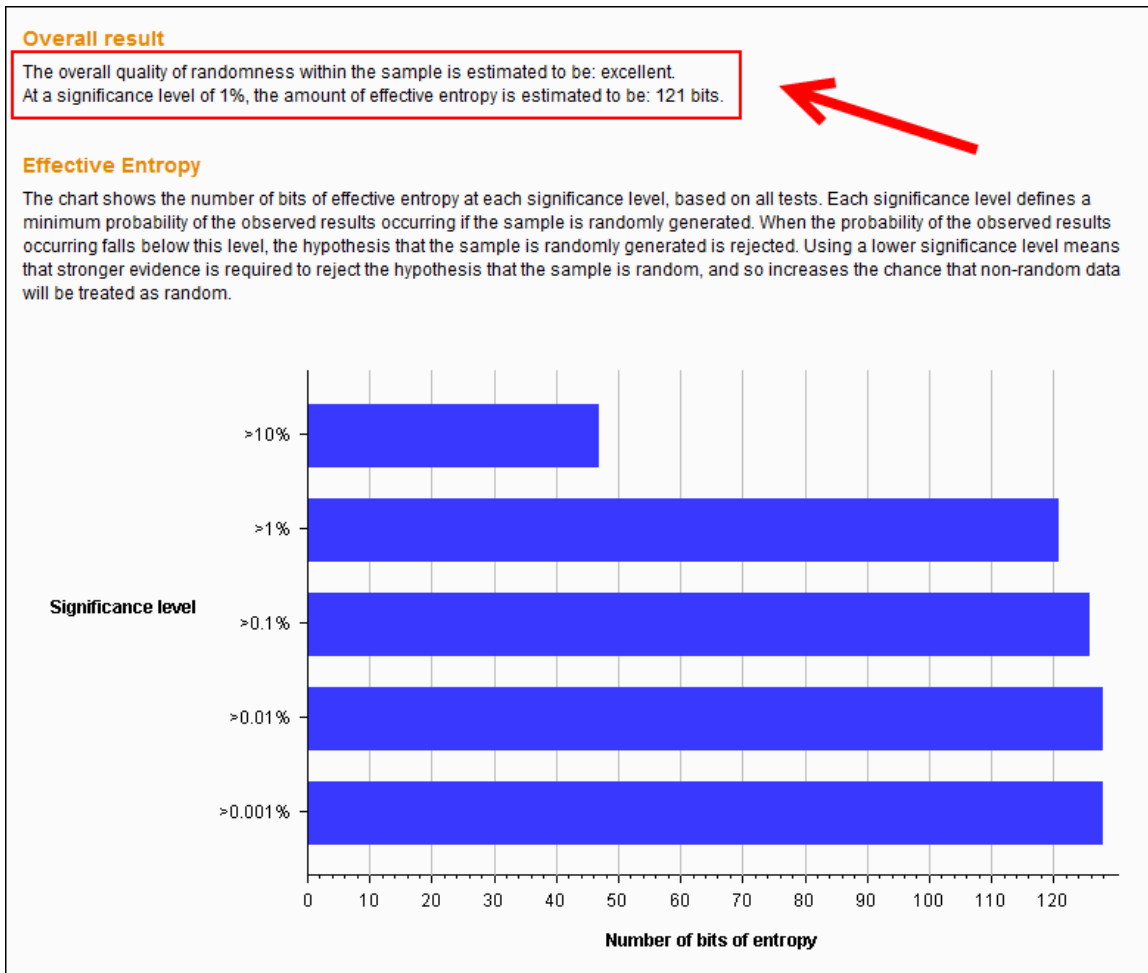 Overall result
The overall quality of randomness within the sample is estimated to be: excellent.
At a significance level of 1%, the amount of effective entropy is estimated to be: 121 bits.
Effective Entropy
The chart shows the number of bits of effective entropy at each significance level, based on all tests. Each significance level defines a
minimum probability of the observed results occurring if the sample is randomly generated. When the probability of the observed results
occurring falls below this level, the hypothesis that the sample is randomly generated is rejected. Using a lower significance level means
that stronger evidence is required to reject the hypothesis that the sample is random, and so increases the chance that non-random data
will be treated as random.
>10%
>1%
Significance level
>0.1%
>0.01%
>0.001%
0 10 20 30 40 50 60 70 80 90 100 110 120
Number of bits of entropy